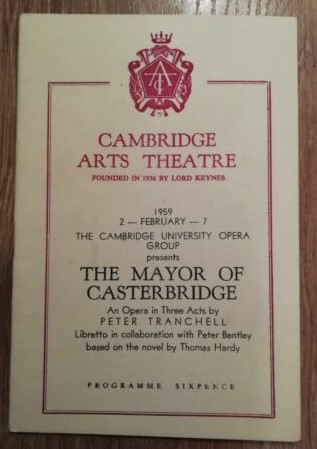 CAMBRIDGE
ARTS THEATRE
FOUNDED IN 1936 BY LORD KEYNES
1959
2 — FEBRUARY — 7
THE CAMBRIDGE UNIVERSITY OPERA
GROUP
presents
THE MAYOR OF
CASTERBRIDGE
An Opera in Three Acts by
PETER TRANCHELL
Libretto in collaboration with Peter Bentley
based on the novel by Thomas Hardy
PROGRAMME SIXPENCE